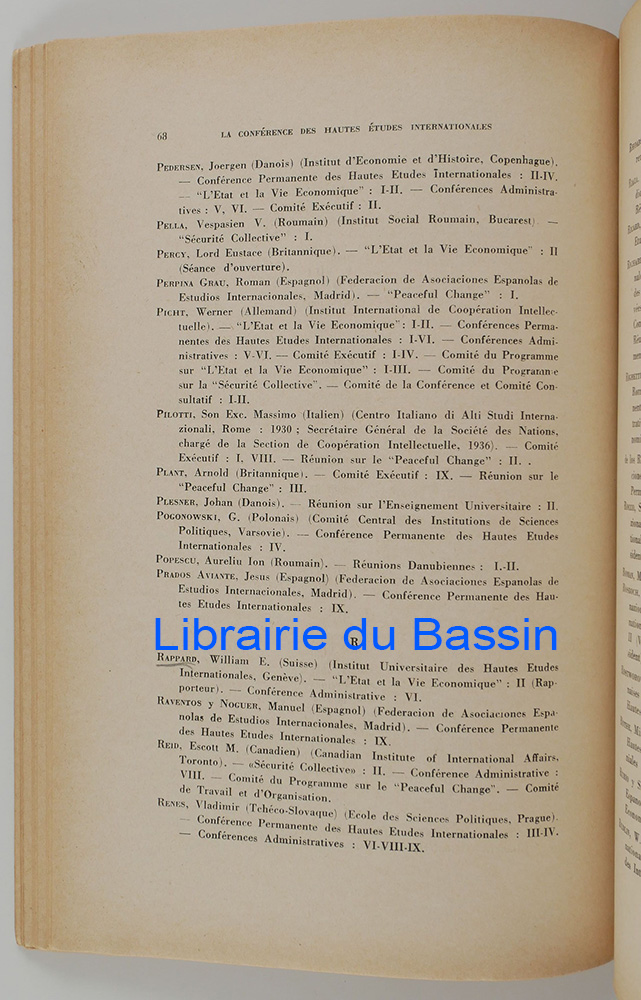 68 LA CONFÉRENCE DES HAUTES ÉTUDES INTERNATIONALES
PEDERSEN, Joergen (Danois) (Institut d'Economie et d'Histoire, Copenhague).
— Conférence Permanente des Hautes Etudes Internationales : II-IV.
— "L'Etat et la Vie Economique" : I-II. — Conférences Administra-
tives : V, VI. — Comité Exécutif : II.
PELLA, Vespasien V. (Roumain) (Institut Social Roumain, Bucarest) —
"Sécurité Collective" : I.
PERCY, Lord Eustace (Britannique). — "L'Etat et la Vie Economique" : II
(Séance d'ouverture).
PERPINA GRAU, Roman (Espagnol) (Federacion de Asociaciones Espanolas de
Estudios Internacionales, Madrid). — "Peaceful Change" : I.
PICHT, Werner (Allemand) (Institut International de Coopération Intellec-
tuelle). — "L'Etat et la Vie Economique": I-II. — Conférences Perma-
nentes des Hautes Etudes Internationales : I-VI. — Conférences Admi-
nistratives : V-VI. — Comité Exécutif : I-IV. — Comité du Programme
sur "L'Etat et la Vie Economique" : I-III. — Comité du Programme
sur la "Sécurité Collective". — Comité de la Conférence et Comité Con-
sultatif : I-II.
PILOTTI, Son Exc. Massimo (Italien) (Centro Italiano di Alti Studi Interna-
zionali, Rome : 1930 ; Secrétaire Général de la Société des Nations,
chargé de la Section de Coopération Intellectuelle, 1936). — Comité
Exécutif : I. VIII. — Réunion sur le "Peaceful Change" : II. .
PLANT, Arnold (Britannique). — Comité Exécutif : IX. — Réunion sur le
"Peaceful Change" : III.
PLESNER, Johan (Danois). — Réunion sur l'Enseignement Universitaire : II.
POGONOWSKI, G. (Polonais) (Comité Central des Institutions de Sciences
Politiques, Varsovie). — Conférence Permanente des Hautes Etudes
Internationales : IV.
POPESCU, Aureliu Ion (Roumain). — Réunions Danubiennes : I.-II.
PRADOS AVIANTE, Jesus (Espagnol) (Federacion de Asociaciones Espanolas de
Estudios Internacionales, Madrid). — Conférence Permanente des Hau-
tes Etudes Internationales : IX.
R
Librairie du Bassin
RAPPARD, William E. (Suisse) (Institut Universitaire des Hautes Etudes
Internationales, Genève). — "L'Etat et la Vie Economique" : II (Rap-
porteur). — Conférence Administrative : VI.
RAVENTOS Y NOGUER, Manuel (Espagnol) (Federacion de Asociaciones Espa-
nolas de Estudios Internacionales, Madrid). — Conférence Permanente
des Hautes Etudes Internationales : IX.
REID, Escott M. (Canadien) (Canadian Institute of International Affairs,
Toronto). — «Sécurité Collective» : II. — Conférence Administrative :
VIII. — Comité du Programme sur le "Peaceful Change". — Comité
de Travail et d'Organisation.
RENES, Vladimir (Tchéco-Slovaque) (Ecole des Sciences Politiques, Prague).
— Conférence Permanente des Hautes Etudes Internationales : III-IV.
— Conférences Administratives : VI-VIII-IX.